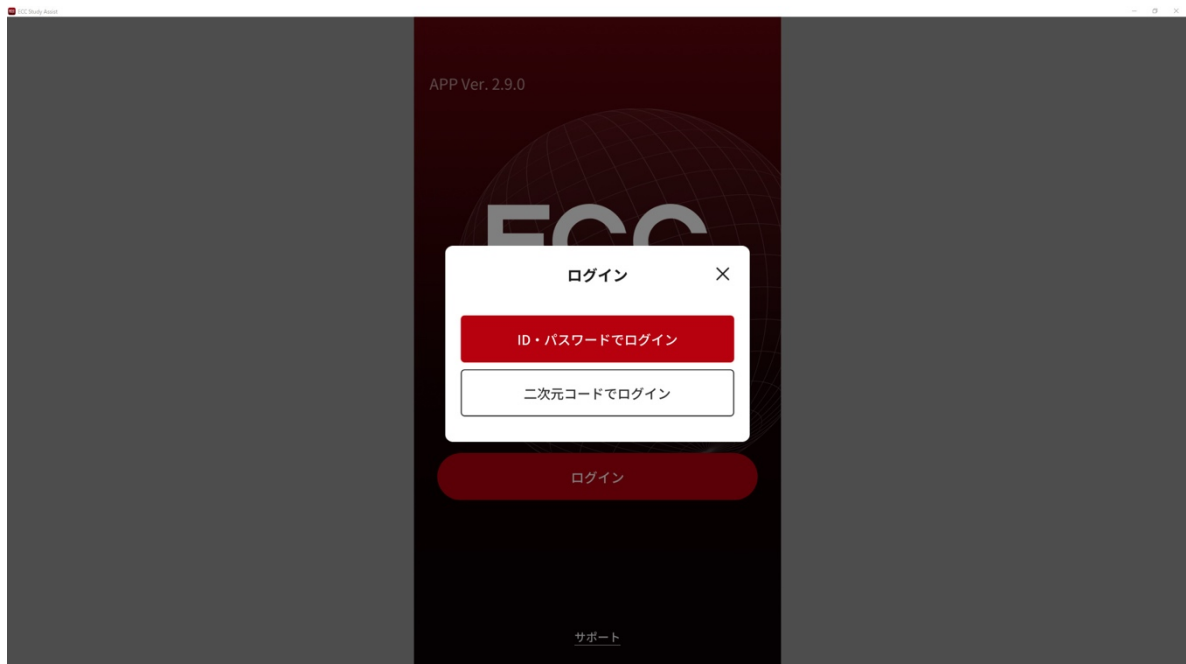 ECC Study Assist
APP Ver. 2.9.0
ECC
ログイン
ID・パスワードでログイン
二次元コードでログイン
ログイン
サポート